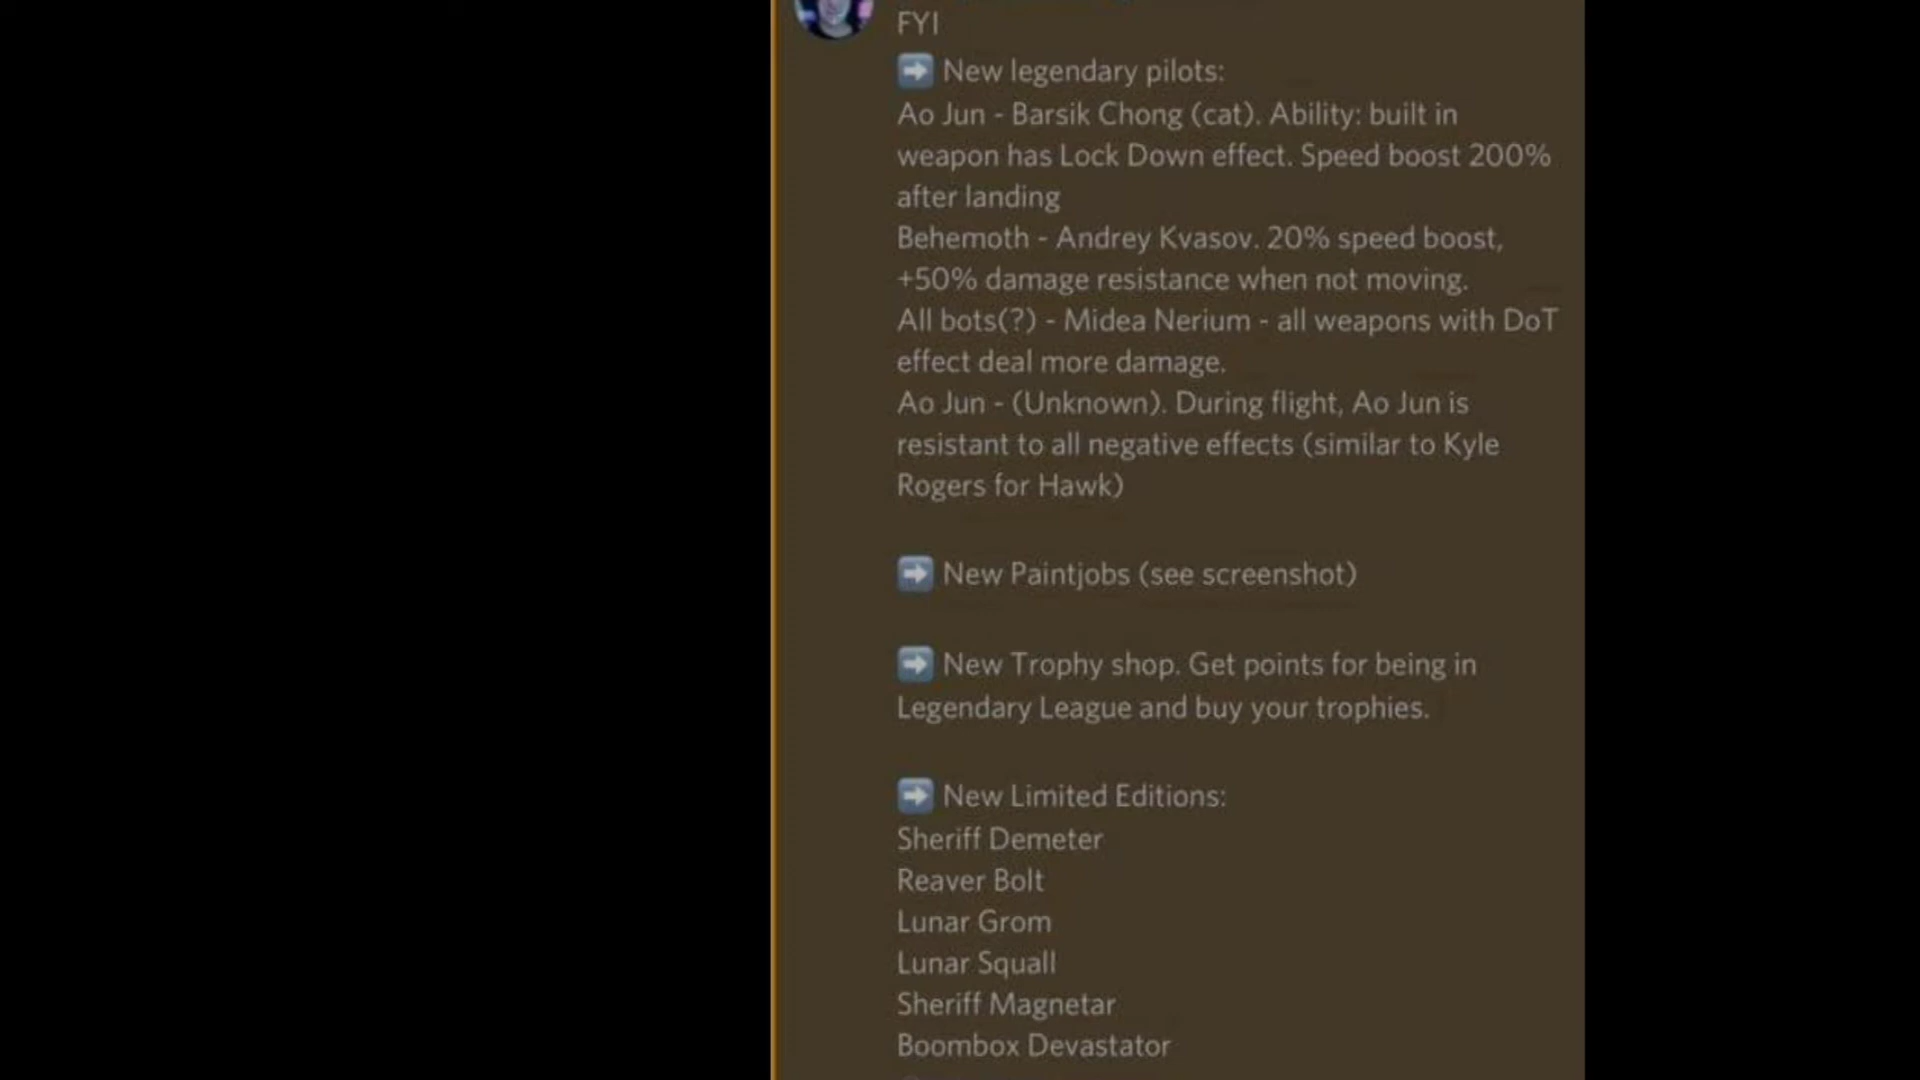 FYI
➡️ New legendary pilots:
Ao Jun - Barsik Chong (cat). Ability: built in
weapon has Lock Down effect. Speed boost 200%
after landing
Behemoth - Andrey Kvasov. 20% speed boost,
+50% damage resistance when not moving.
All bots(?) - Midea Nerium - all weapons with DoT
effect deal more damage.
Ao Jun - (Unknown). During flight, Ao Jun is
resistant to all negative effects (similar to Kyle
Rogers for Hawk)
➡️ New Paintjobs (see screenshot)
➡️ New Trophy shop. Get points for being in
Legendary League and buy your trophies.
➡️ New Limited Editions:
Sheriff Demeter
Reaver Bolt
Lunar Grom
Lunar Squall
Sheriff Magnetar
Boombox Devastator